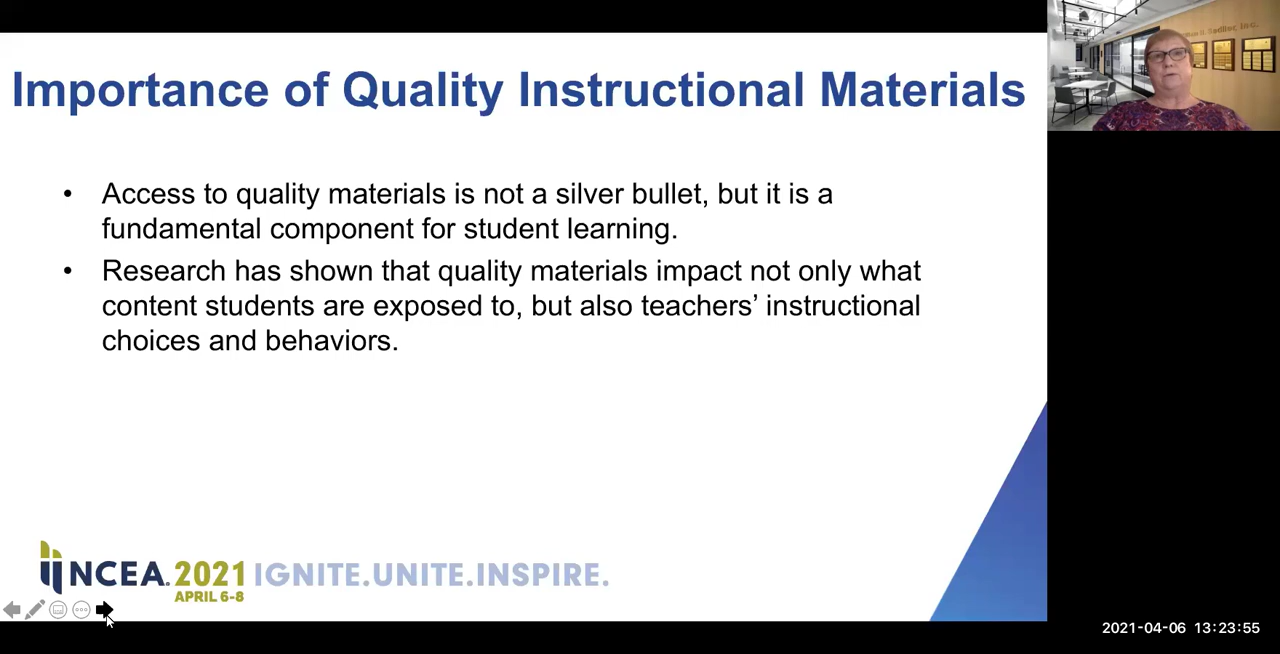 Importance of Quality Instructional Materials
• Access to quality materials is not a silver bullet, but it is a
fundamental component for student learning.
• Research has shown that quality materials impact not only what
content students are exposed to, but also teachers’ instructional
choices and behaviors.
NCEA. 2021 IGNITE.UNITE.INSPIRE.
APRIL 6-8
Sadlier, Inc.
2021-04-06 13:23:55